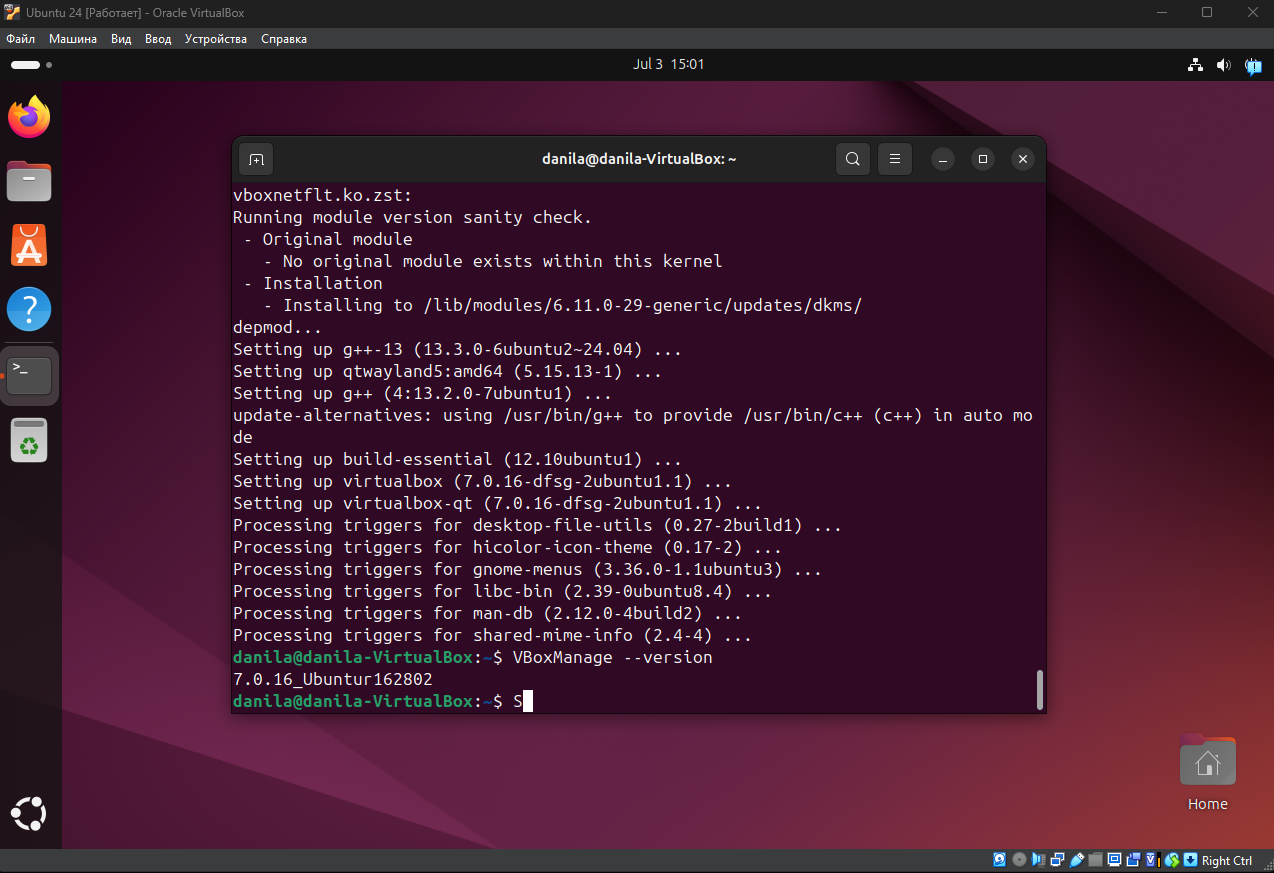 Ubuntu 24 [Работает] - Oracle VirtualBox
Файл Машина Вид Ввод Устройства Справка
Jul 3 15:01
danila@danila-VirtualBox: ~
vboxnetflt.ko.zst:
Running module version sanity check.
- Original module
- No original module exists within this kernel
- Installation
- Installing to /lib/modules/6.11.0-29-generic/updates/dkms/
depmod...
Setting up g++-13 (13.3.0-6ubuntu2~24.04) ...
Setting up qtwayland5:amd64 (5.15.13-1) ...
Setting up g++ (4:13.2.0-7ubuntu1) ...
update-alternatives: using /usr/bin/g++ to provide /usr/bin/c++ (c++) in auto mo
de
Setting up build-essential (12.10ubuntu1) ...
Setting up virtualbox (7.0.16-dfsg-2ubuntu1.1) ...
Setting up virtualbox-qt (7.0.16-dfsg-2ubuntu1.1) ...
Processing triggers for desktop-file-utils (0.27-2build1) ...
Processing triggers for hicolor-icon-theme (0.17-2) ...
Processing triggers for gnome-menus (3.36.0-1.1ubuntu3) ...
Processing triggers for libc-bin (2.39-0ubuntu8.4) ...
Processing triggers for man-db (2.12.0-4build2) ...
Processing triggers for shared-mime-info (2.4-4) ...
danila@danila-VirtualBox:~$ VBoxManage --version
7.0.16_Ubuntur162802
danila@danila-VirtualBox:~$ S
Home
Right Ctrl